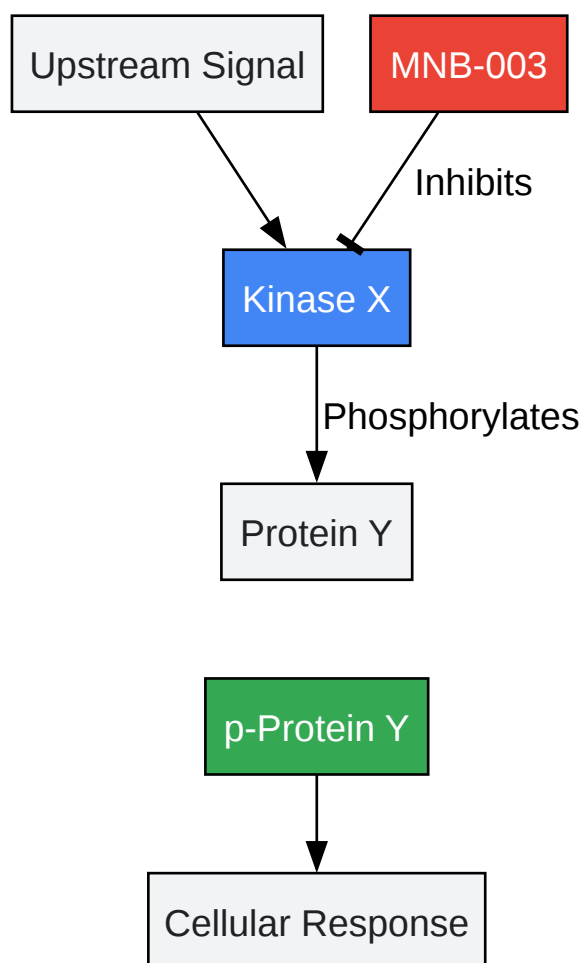 Upstream Signal
MNB-003
Inhibits
Kinase X
Phosphorylates
Protein Y
p-Protein Y
Cellular Response